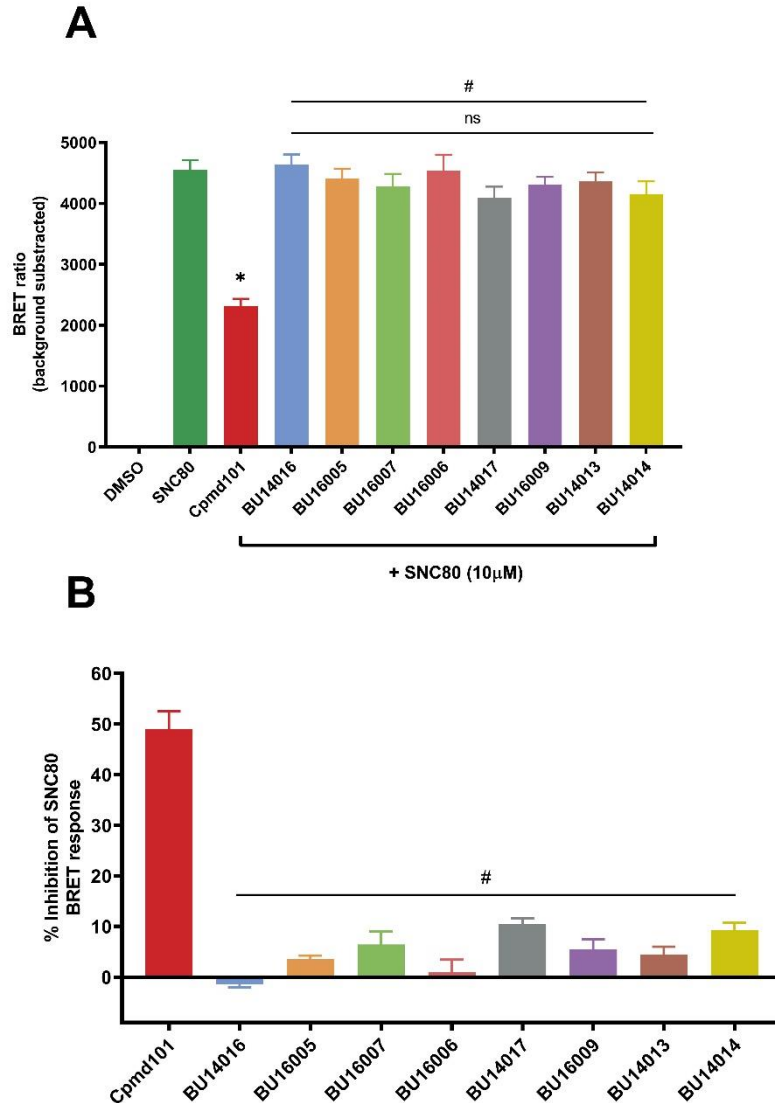 A
#
ns
5000
4000
3000
2000
1000
0
BRET ratio
(background substracted)
*
DMSO
SNC80
Cpmd101
BU14016
BU16005
BU16007
BU16006
BU14017
BU16009
BU14013
BU14014
+ SNC80 (10μM)
B
60
50
40
30
20
10
0
% Inhibition of SNC80
BRET response
#
Cpmd101
BU14016
BU16005
BU16007
BU16006
BU14017
BU16009
BU14013
BU14014